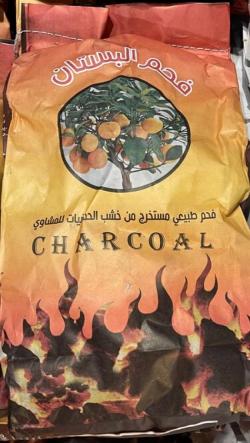 فحم البستان
فحم طبيعي مستخرج من خشب الحمضيات للمشاوي
CHARCOAL